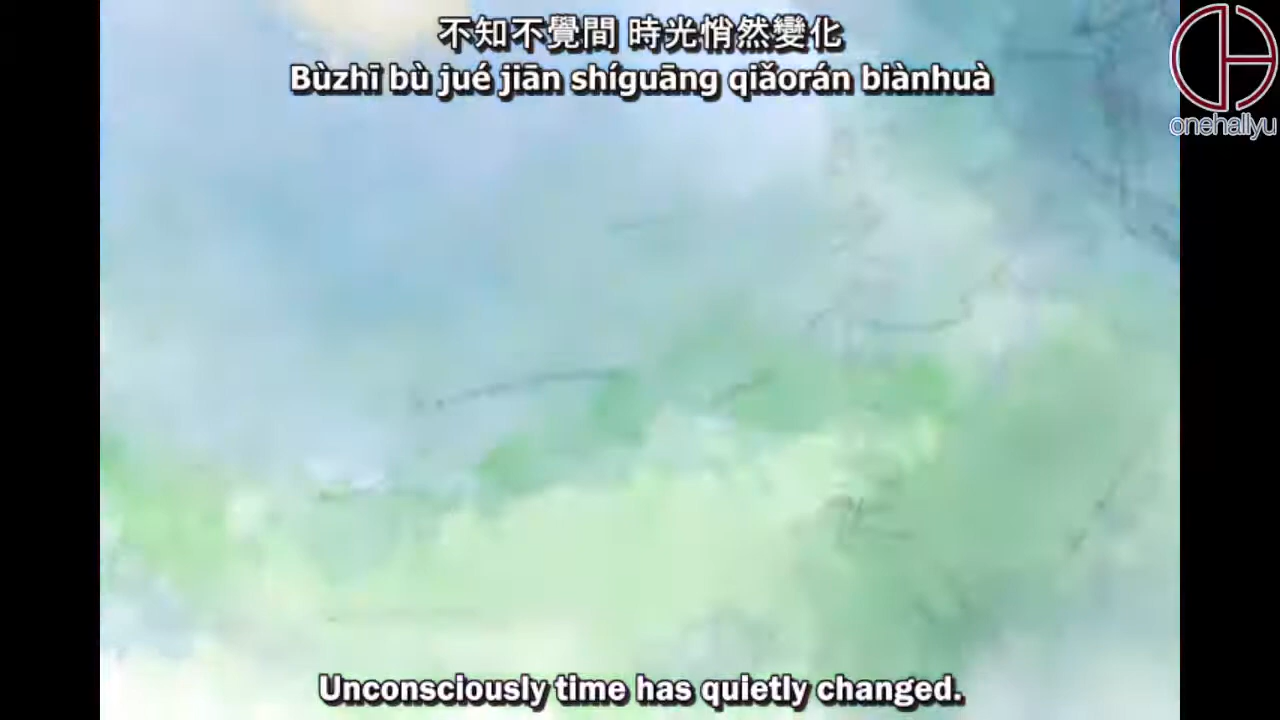 不知不覺間 時光悄然變化
Bùzhī bù jué jiān shíguāng qiǎorán biànhuà
onehallyu
Unconsciously time has quietly changed.